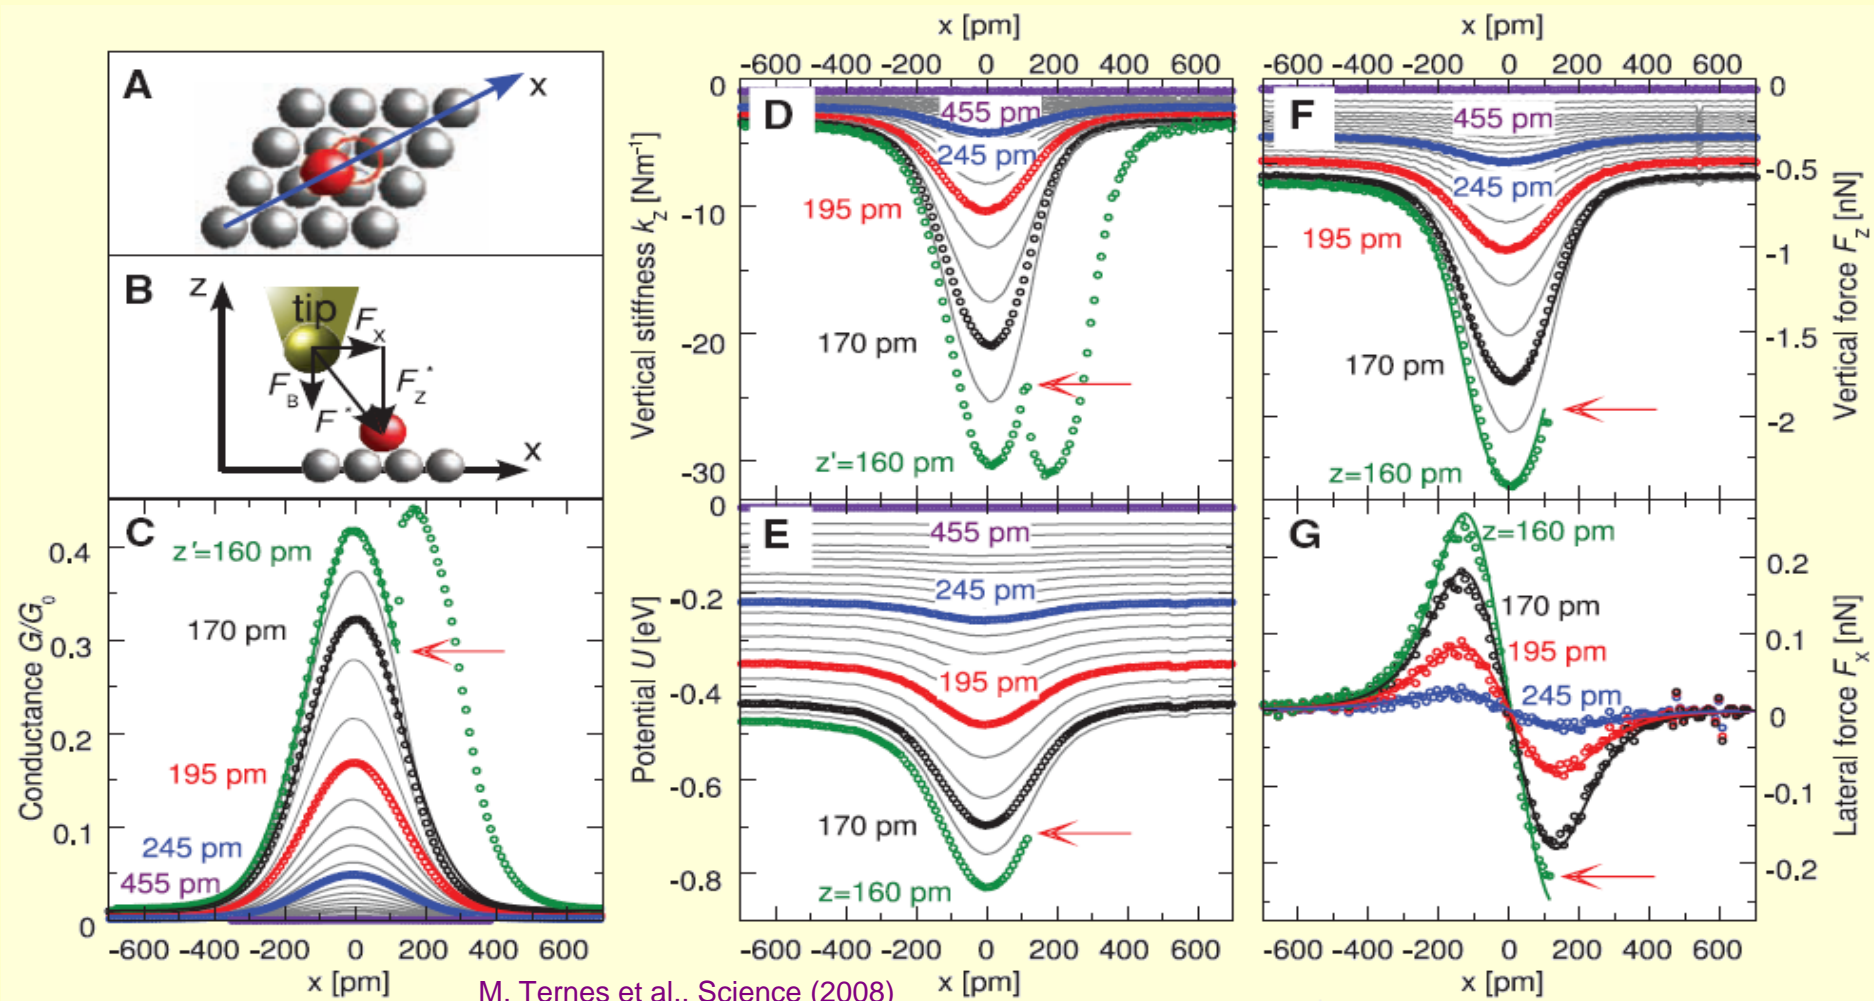 A
x
B
z
tip
Fx
FB
Fz*
F*
x
C
z'=160 pm
170 pm
195 pm
245 pm
455 pm
Conductance G/G0
0.4
0.3
0.2
0.1
0
-600 -400 -200 0 200 400 600
x [pm]
x [pm]
-600 -400 -200 0 200 400 600
D
455 pm
245 pm
195 pm
170 pm
z'=160 pm
Vertical stiffness kz [Nm-1]
0
-10
-20
-30
E
455 pm
245 pm
195 pm
170 pm
z=160 pm
Potential U [eV]
0
-0.2
-0.4
-0.6
-0.8
-600 -400 -200 0 200 400 600
x [pm]
x [pm]
-600 -400 -200 0 200 400 600
F
455 pm
245 pm
195 pm
170 pm
z=160 pm
0
-0.5
-1
-1.5
-2
Vertical force Fz [nN]
G
z=160 pm
170 pm
195 pm
245 pm
0.2
0.1
0
-0.1
-0.2
Lateral force Fx [nN]
-600 -400 -200 0 200 400 600
x [pm]
M. Ternes et al., Science (2008)